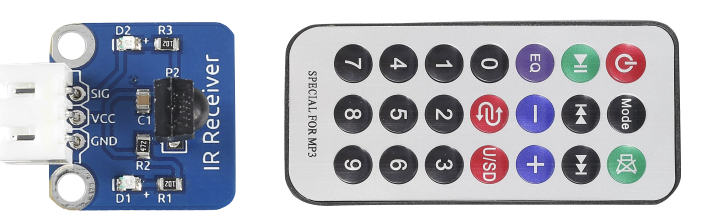 D2 + R3
P2
SIG
VCC
GND
C1
R2
D1 + R1
IR Receiver
SPECIAL FOR MP3
Mode
EQ
0
U/SD
1 2 3
4 5 6
7 8 9